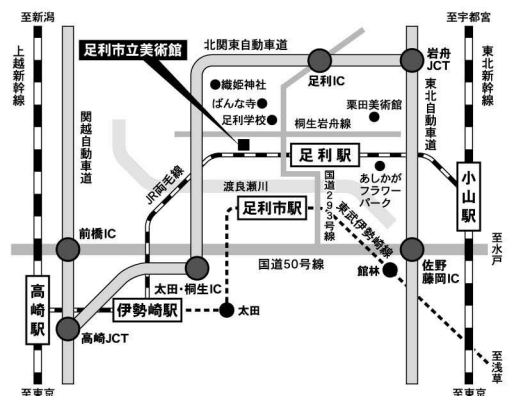 至新潟
至宇都宮
上越新幹線
足利市立美術館
北関東自動車道
岩舟
JCT
東北新幹線
足利IC
織姫神社
ばんな寺
足利学校
栗田美術館
関越自動車道
東北自動車道
桐生岩舟線
足利駅
JR両毛線
渡良瀬川
国道293号線
あしかが
フラワー
パーク
小山駅
足利市駅
東武伊勢崎線
前橋IC
国道50号線
至水戸
太田・桐生IC
館林
佐野
藤岡IC
高崎駅
伊勢崎駅
太田
高崎JCT
至浅草
至東京
至東京